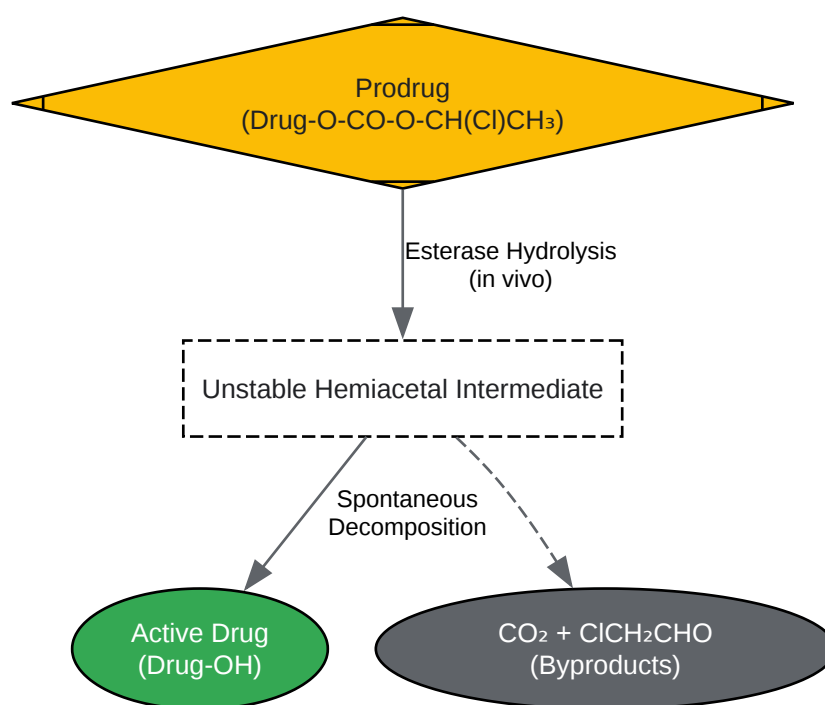 Prodrug
(Drug-O-CO-O-CH(Cl)CH₃)
Esterase Hydrolysis
(in vivo)
Unstable Hemiacetal Intermediate
Spontaneous
Decomposition
Active Drug
(Drug-OH)
CO₂ + ClCH₂CHO
(Byproducts)